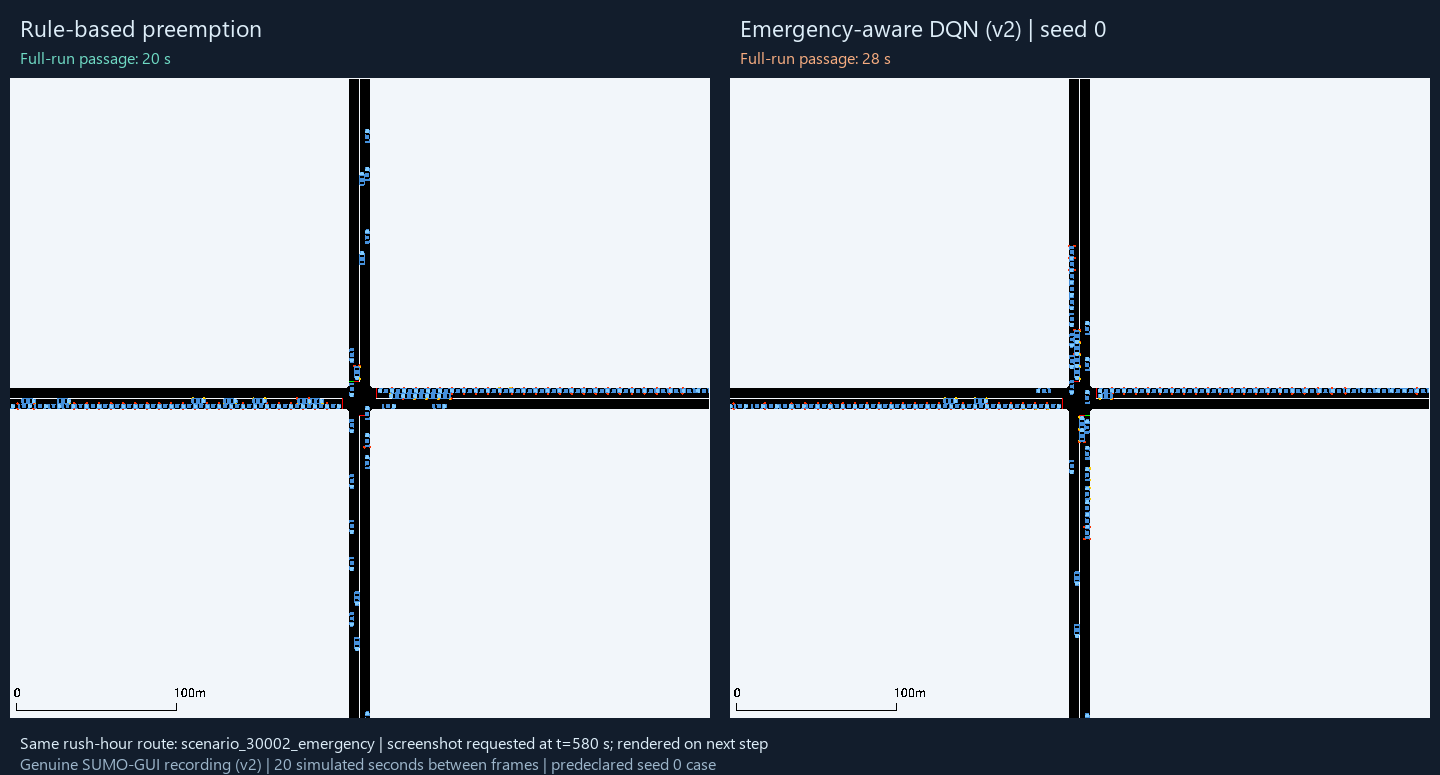 Rule-based preemption
Full-run passage: 20 s
Emergency-aware DQN (v2) | seed 0
Full-run passage: 28 s
0 100m
0 100m
Same rush-hour route: scenario_30002_emergency | screenshot requested at t=580 s; rendered on next step
Genuine SUMO-GUI recording (v2) | 20 simulated seconds between frames | predeclared seed 0 case